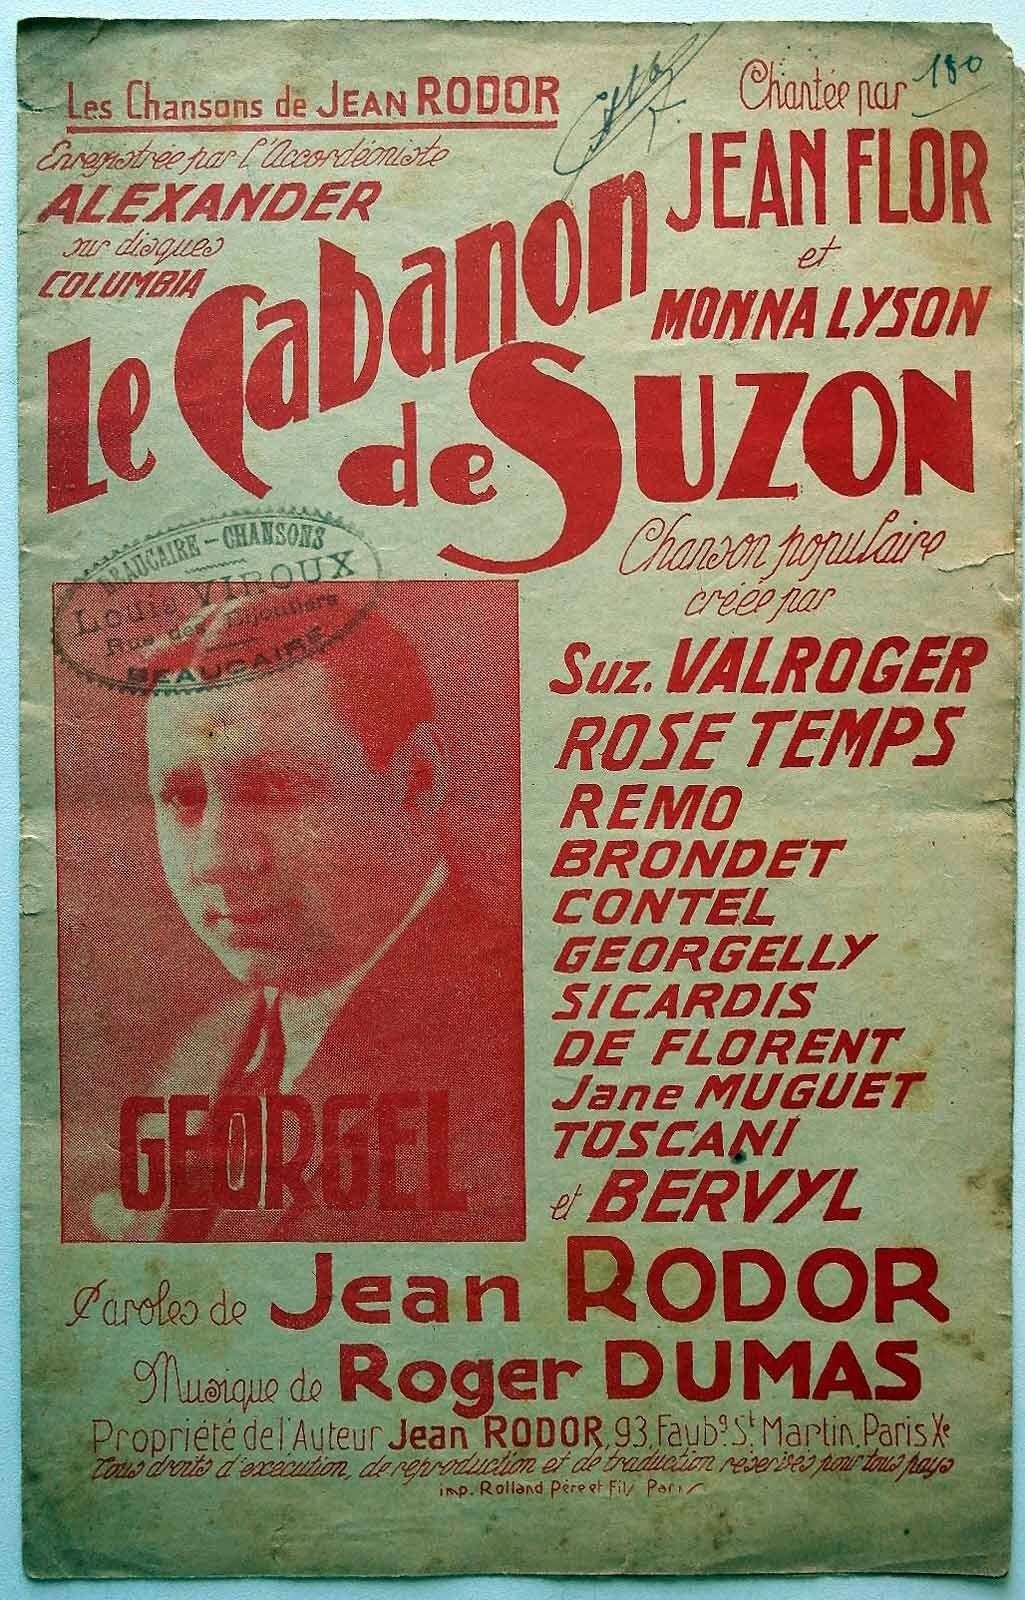 Les Chansons de JEAN RODOR
Enregistrée par l'Accordéoniste
ALEXANDER
sur disques
COLUMBIA
Chantée par
180
JEAN FLOR
et
MONNA LYSON
Le Cabanon
de SUZON
Chanson populaire
créée par
BEAUCAIRE - CHANSONS
Louis VIROUX
Rue des Bijoutiers
BEAUCAIRE
Suz. VALROGER
ROSE TEMPS
REMO
BRONDET
CONTEL
GEORGELLY
SICARDIS
DE FLORENT
Jane MUGUET
TOSCANI
et BERVYL
GEORGEL
Paroles de Jean RODOR
Musique de Roger DUMAS
Propriété de l'Auteur Jean RODOR, 93, Faubg St Martin, Paris Xe
Tous droits d'exécution, de reproduction et de traduction réservés pour tous pays
imp. Rolland Père et Fils Paris